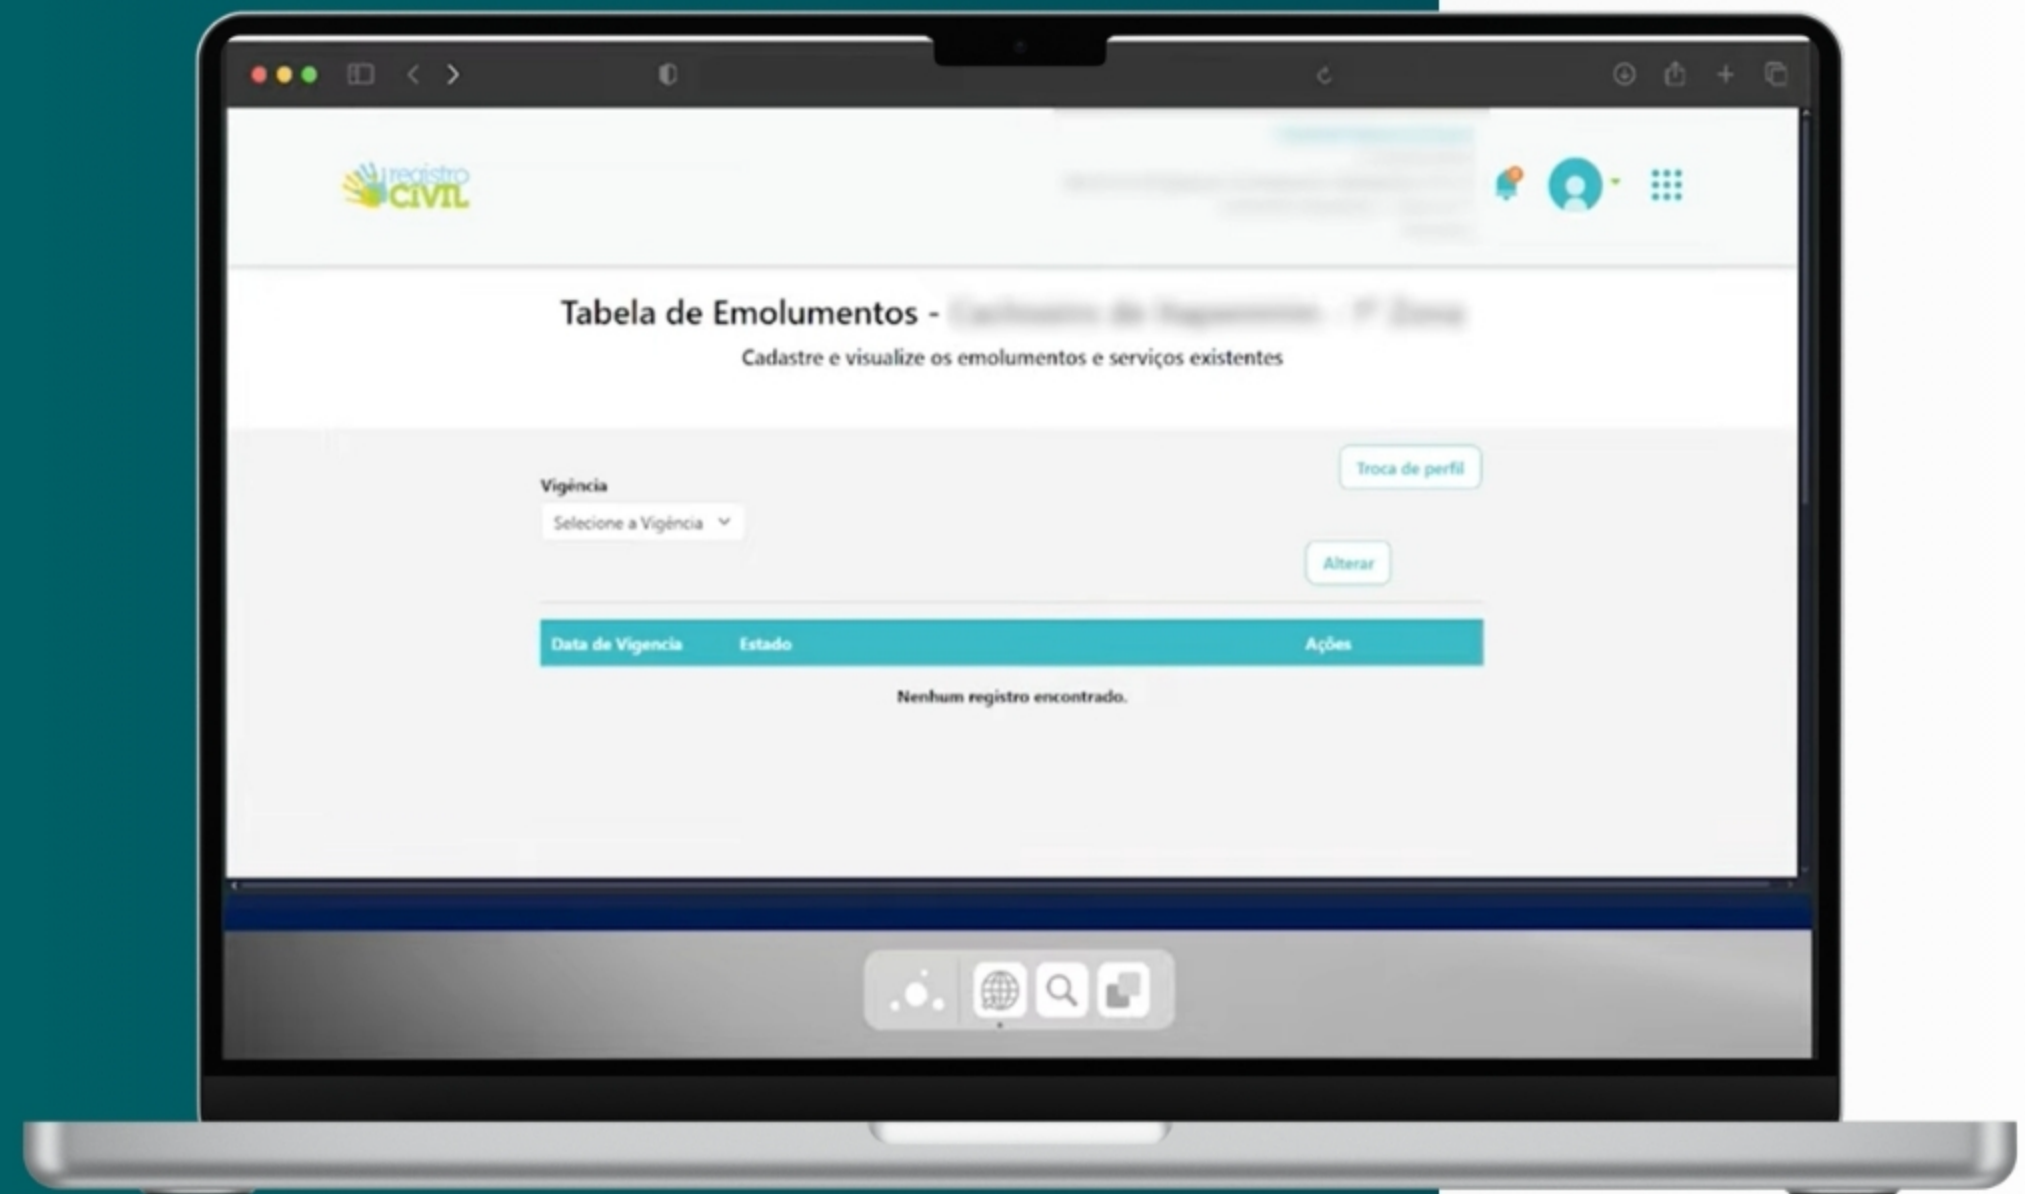 registro
CIVIL
Tabela de Emolumentos -
Cadastre e visualize os emolumentos e serviços existentes
Troca de perfil
Vigência
Selecione a Vigência
Alterar
Data de Vigencia Estado Ações
Nenhum registro encontrado.